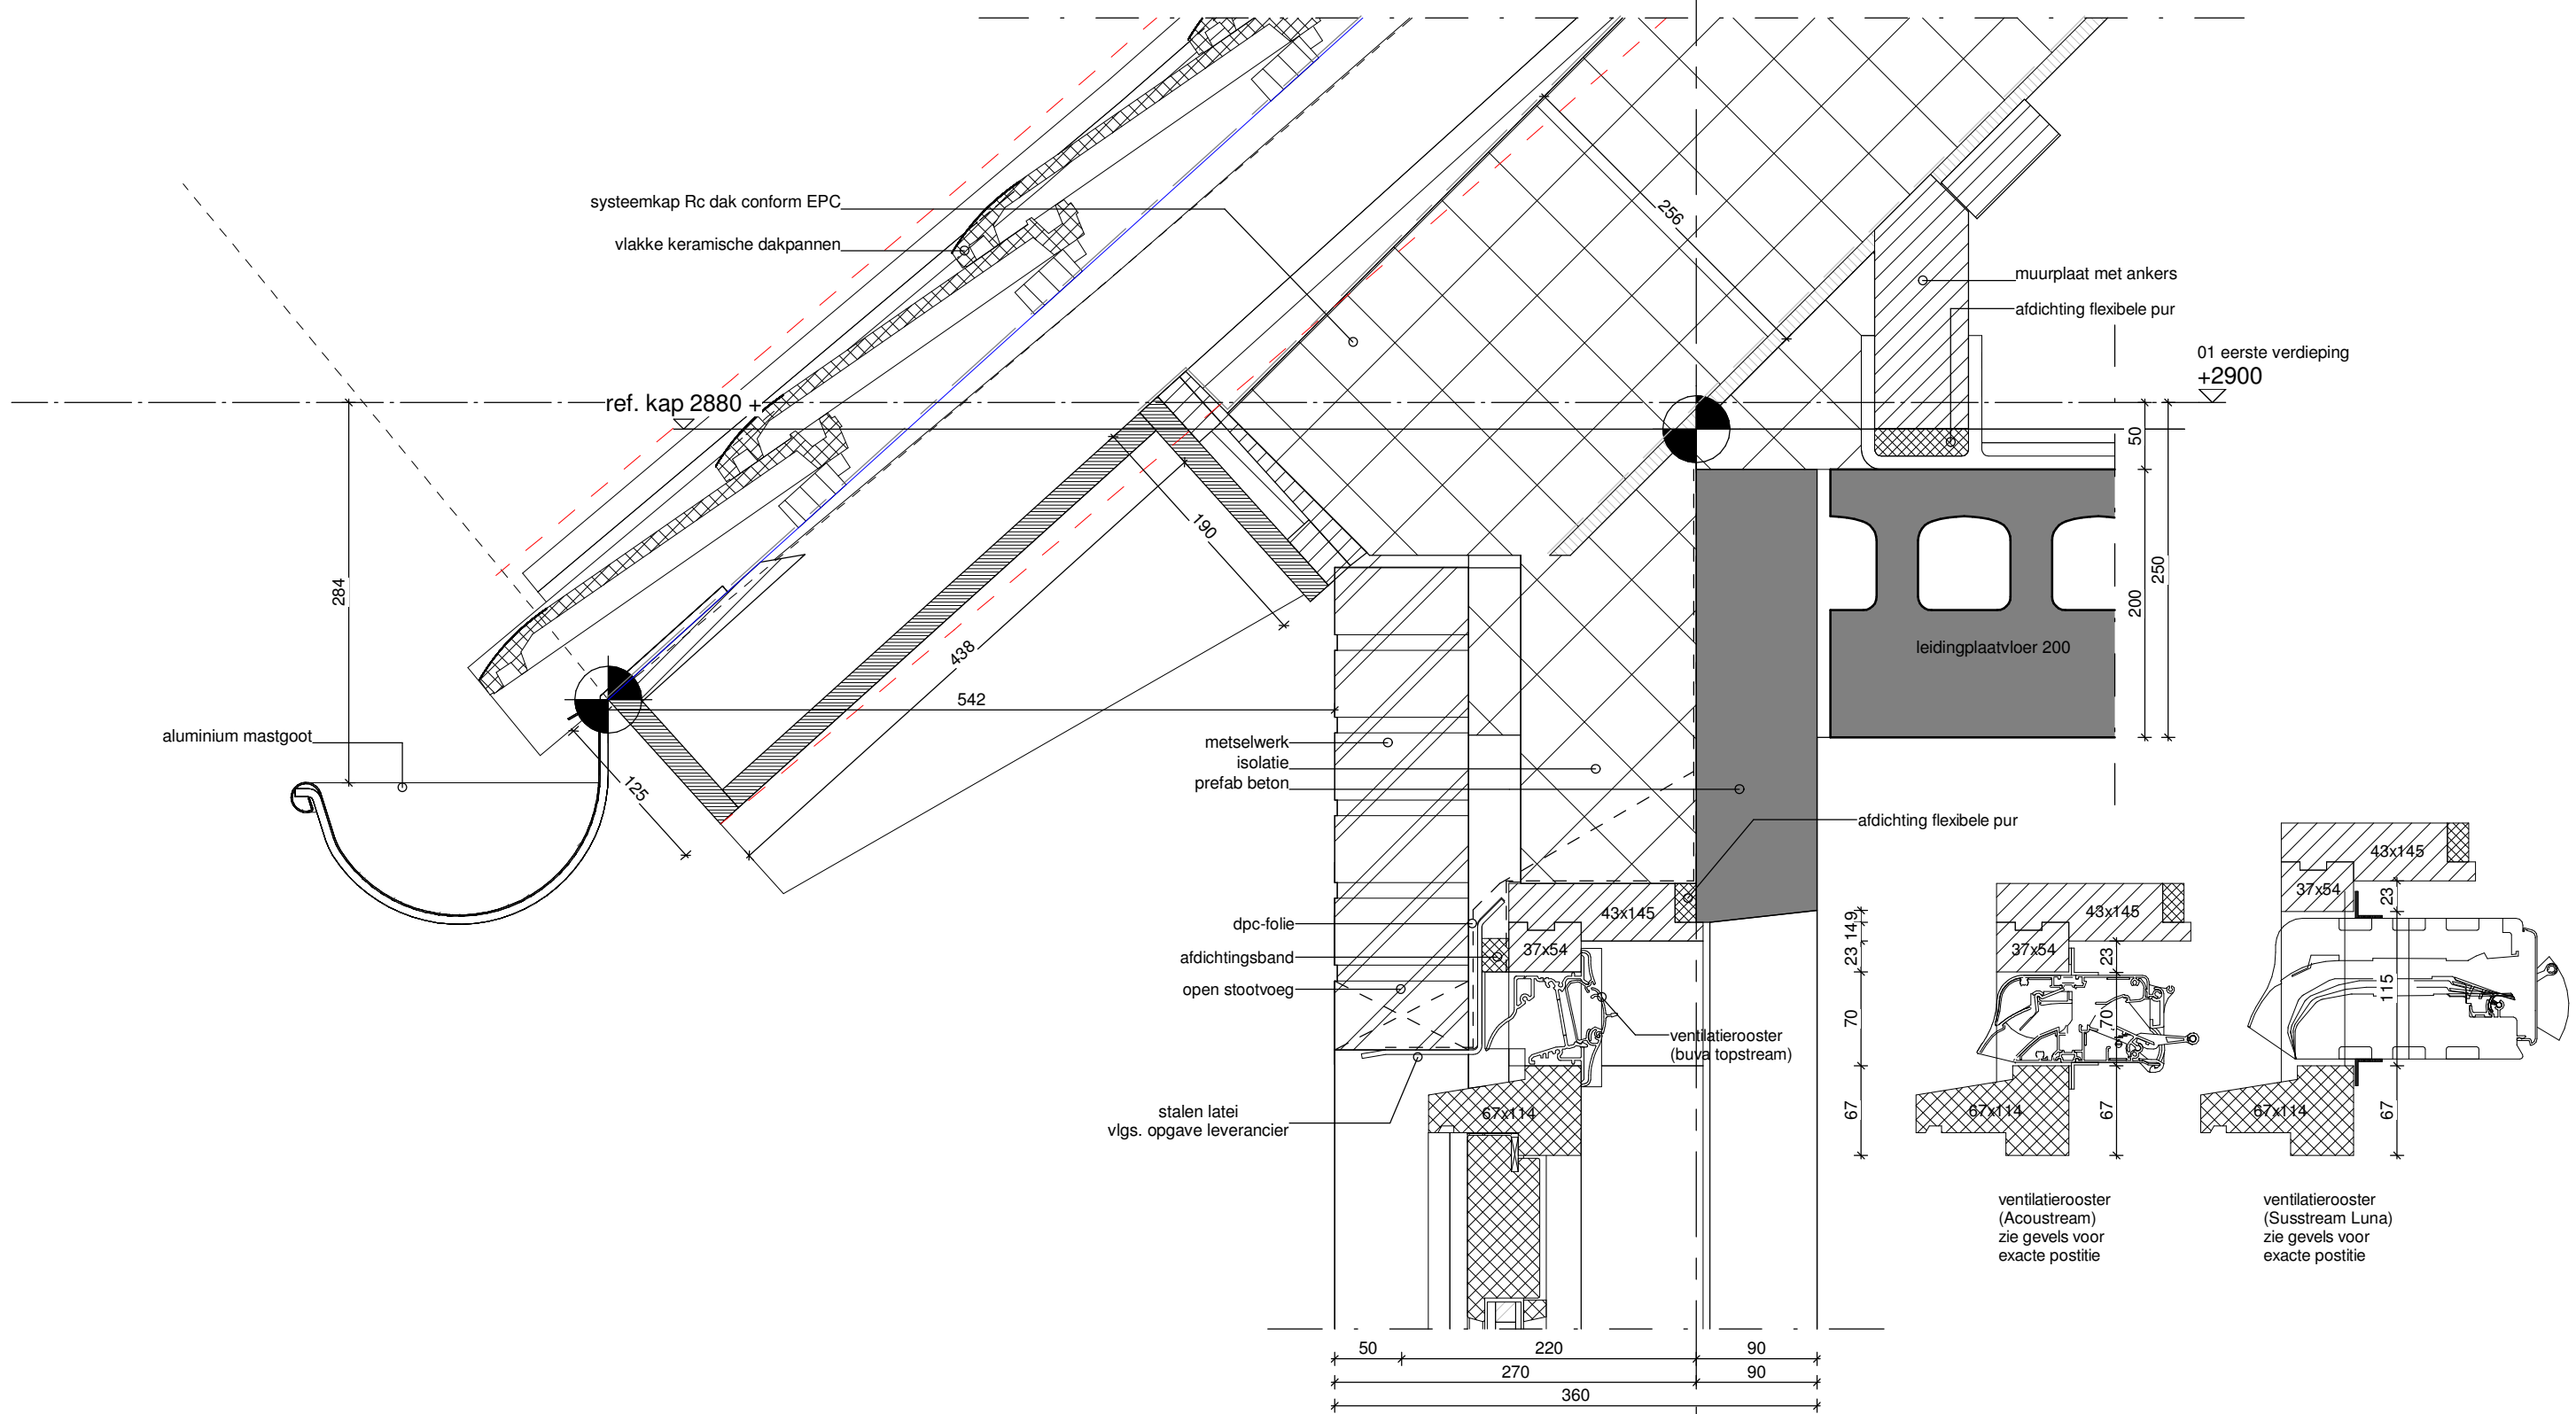 systeemkap Rc dak conform EPC
vlakke keramische dakpannen
256
muurplaat met ankers
afdichting flexibele pur
01 eerste verdieping
+2900
ref. kap 2880 +
50
190
284
200
250
438
leidingplaatvloer 200
542
aluminium mastgoot
125
metselwerk
isolatie
prefab beton
afdichting flexibele pur
dpc-folie
afdichtingsband
open stootvoeg
43x145
37x54
ventilatierooster
(buva topstream)
67x114
stalen latei
vlgs. opgave leverancier
149
23
70
67
43x145
37x54
23
70
67x114
67
ventilatierooster
(Acoustream)
zie gevels voor
exacte postitie
43x145
37x54
23
115
67x114
67
ventilatierooster
(Susstream Luna)
zie gevels voor
exacte postitie
50 220 90
270 90
360